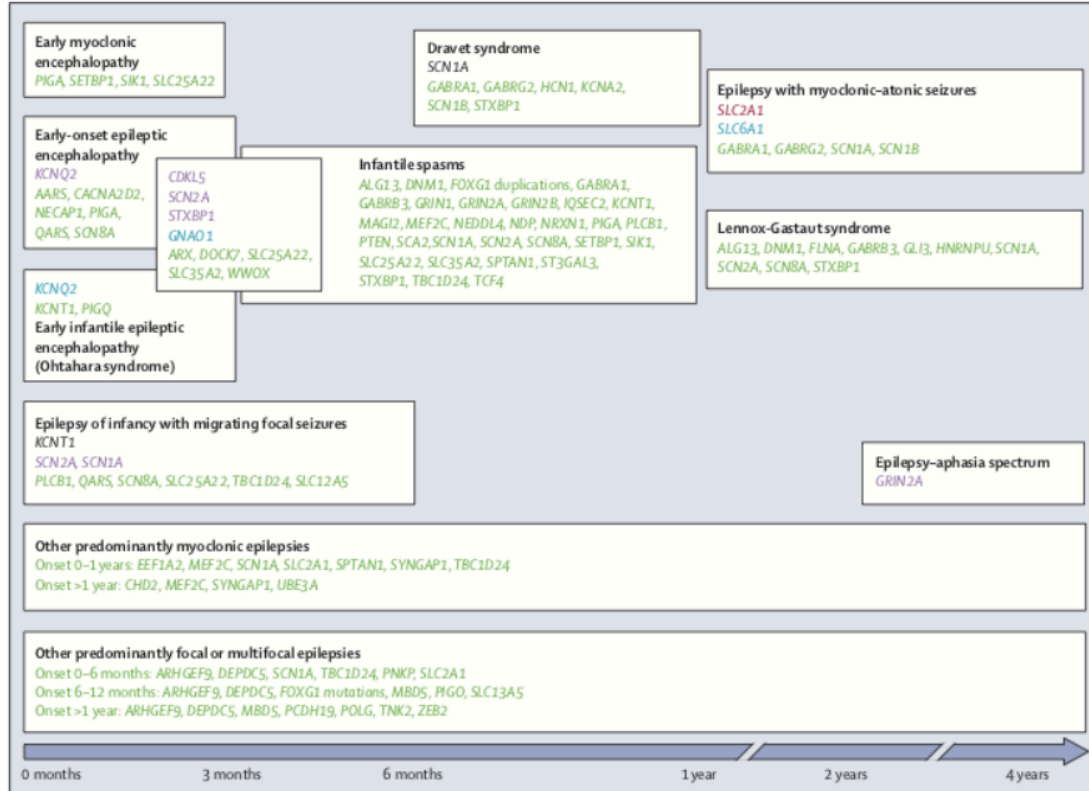 Early myoclonic
encephalopathy
PIGA, SETBP1, SIK1, SLC25A22
Dravet syndrome
SCN1A
GABRA1, GABRG2, HCN1, KCNA2,
SCN1B, STXBP1
Epilepsy with myoclonic–atonic seizures
SLC2A1
SLC6A1
GABRA1, GABRG2, SCN1A, SCN1B
Early-onset epileptic
encephalopathy
KCNQ2
AARS, CACNA2D2,
NECAP1, PIGA,
QARS, SCN8A
CDKL5
SCN2A
STXBP1
GNAO1
ARX, DOCK7, SLC25A22,
SLC35A2, WWOX
Infantile spasms
ALG13, DNM1, FOXG1 duplications, GABRA1,
GABRB3, GRIN1, GRIN2A, GRIN2B, IQSEC2, KCNT1,
MAGI2, MEF2C, NEDDL4, NDP, NRXN1, PIGA, PLCB1,
PTEN, SCA2,SCN1A, SCN2A, SCN8A, SETBP1, SIK1,
SLC25A22, SLC35A2, SPTAN1, ST3GAL3,
STXBP1, TBC1D24, TCF4
Lennox-Gastaut syndrome
ALG13, DNM1, FLNA, GABRB3, GLI3, HNRNPU, SCN1A,
SCN2A, SCN8A, STXBP1
KCNQ2
KCNT1, PIGQ
Early infantile epileptic
encephalopathy
(Ohtahara syndrome)
Epilepsy of infancy with migrating focal seizures
KCNT1
SCN2A, SCN1A
PLCB1, QARS, SCN8A, SLC25A22, TBC1D24, SLC12A5
Epilepsy–aphasia spectrum
GRIN2A
Other predominantly myoclonic epilepsies
Onset 0–1 years: EEF1A2, MEF2C, SCN1A, SLC2A1, SPTAN1, SYNGAP1, TBC1D24
Onset >1 year: CHD2, MEF2C, SYNGAP1, UBE3A
Other predominantly focal or multifocal epilepsies
Onset 0–6 months: ARHGEF9, DEPDC5, SCN1A, TBC1D24, PNKP, SLC2A1
Onset 6–12 months: ARHGEF9, DEPDC5, FOXG1 mutations, MBD5, PIGO, SLC13A5
Onset >1 year: ARHGEF9, DEPDC5, MBD5, PCDH19, POLG, TNK2, ZEB2
0 months
3 months
6 months
1 year
2 years
4 years